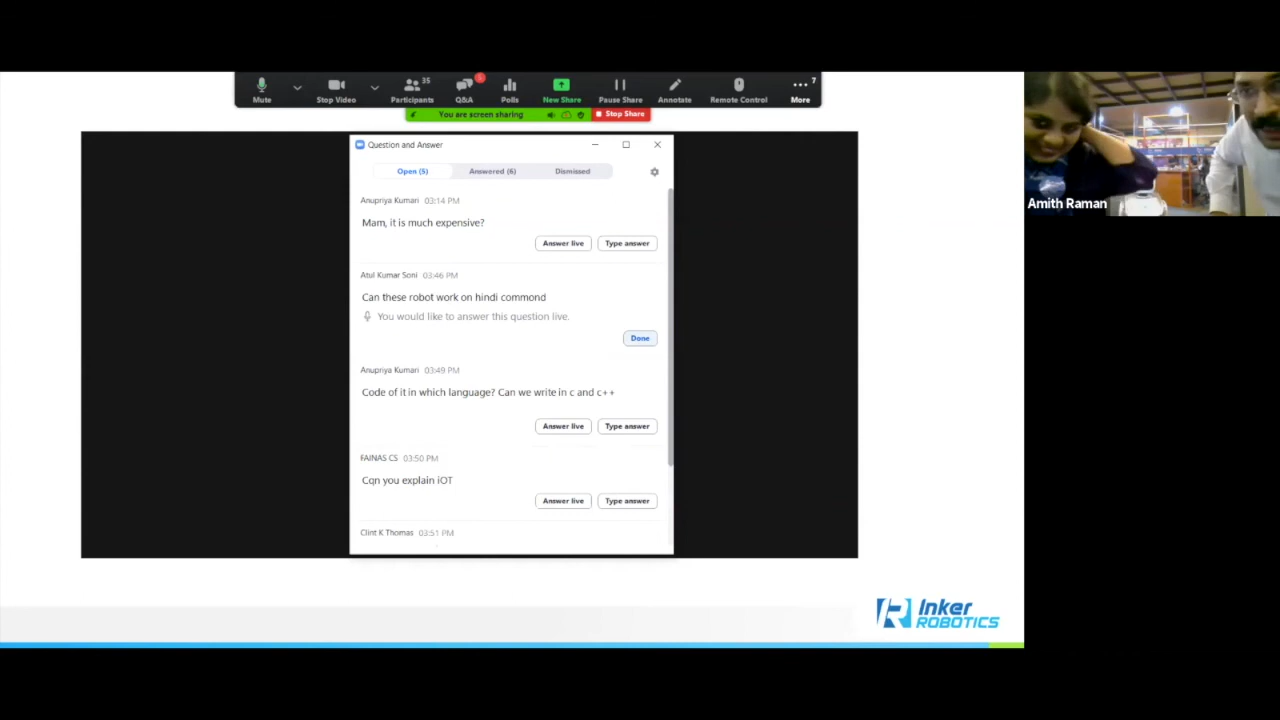 35
5
7
Mute
Stop Video
Participants
Q&A
Polls
New Share
Pause Share
Annotate
Remote Control
More
You are screen sharing
Stop Share
Question and Answer
Open (5)
Answered (6)
Dismissed
Anupriya Kumari 03:14 PM
Mam, it is much expensive?
Answer live
Type answer
Atul Kumar Soni 03:46 PM
Can these robot work on hindi commond
You would like to answer this question live.
Done
Anupriya Kumari 03:49 PM
Code of it in which language? Can we write in c and c++
Answer live
Type answer
FAINAS CS 03:50 PM
Cqn you explain iOT
Answer live
Type answer
Clint K Thomas 03:51 PM
Amith Raman
Inker
ROBOTICS